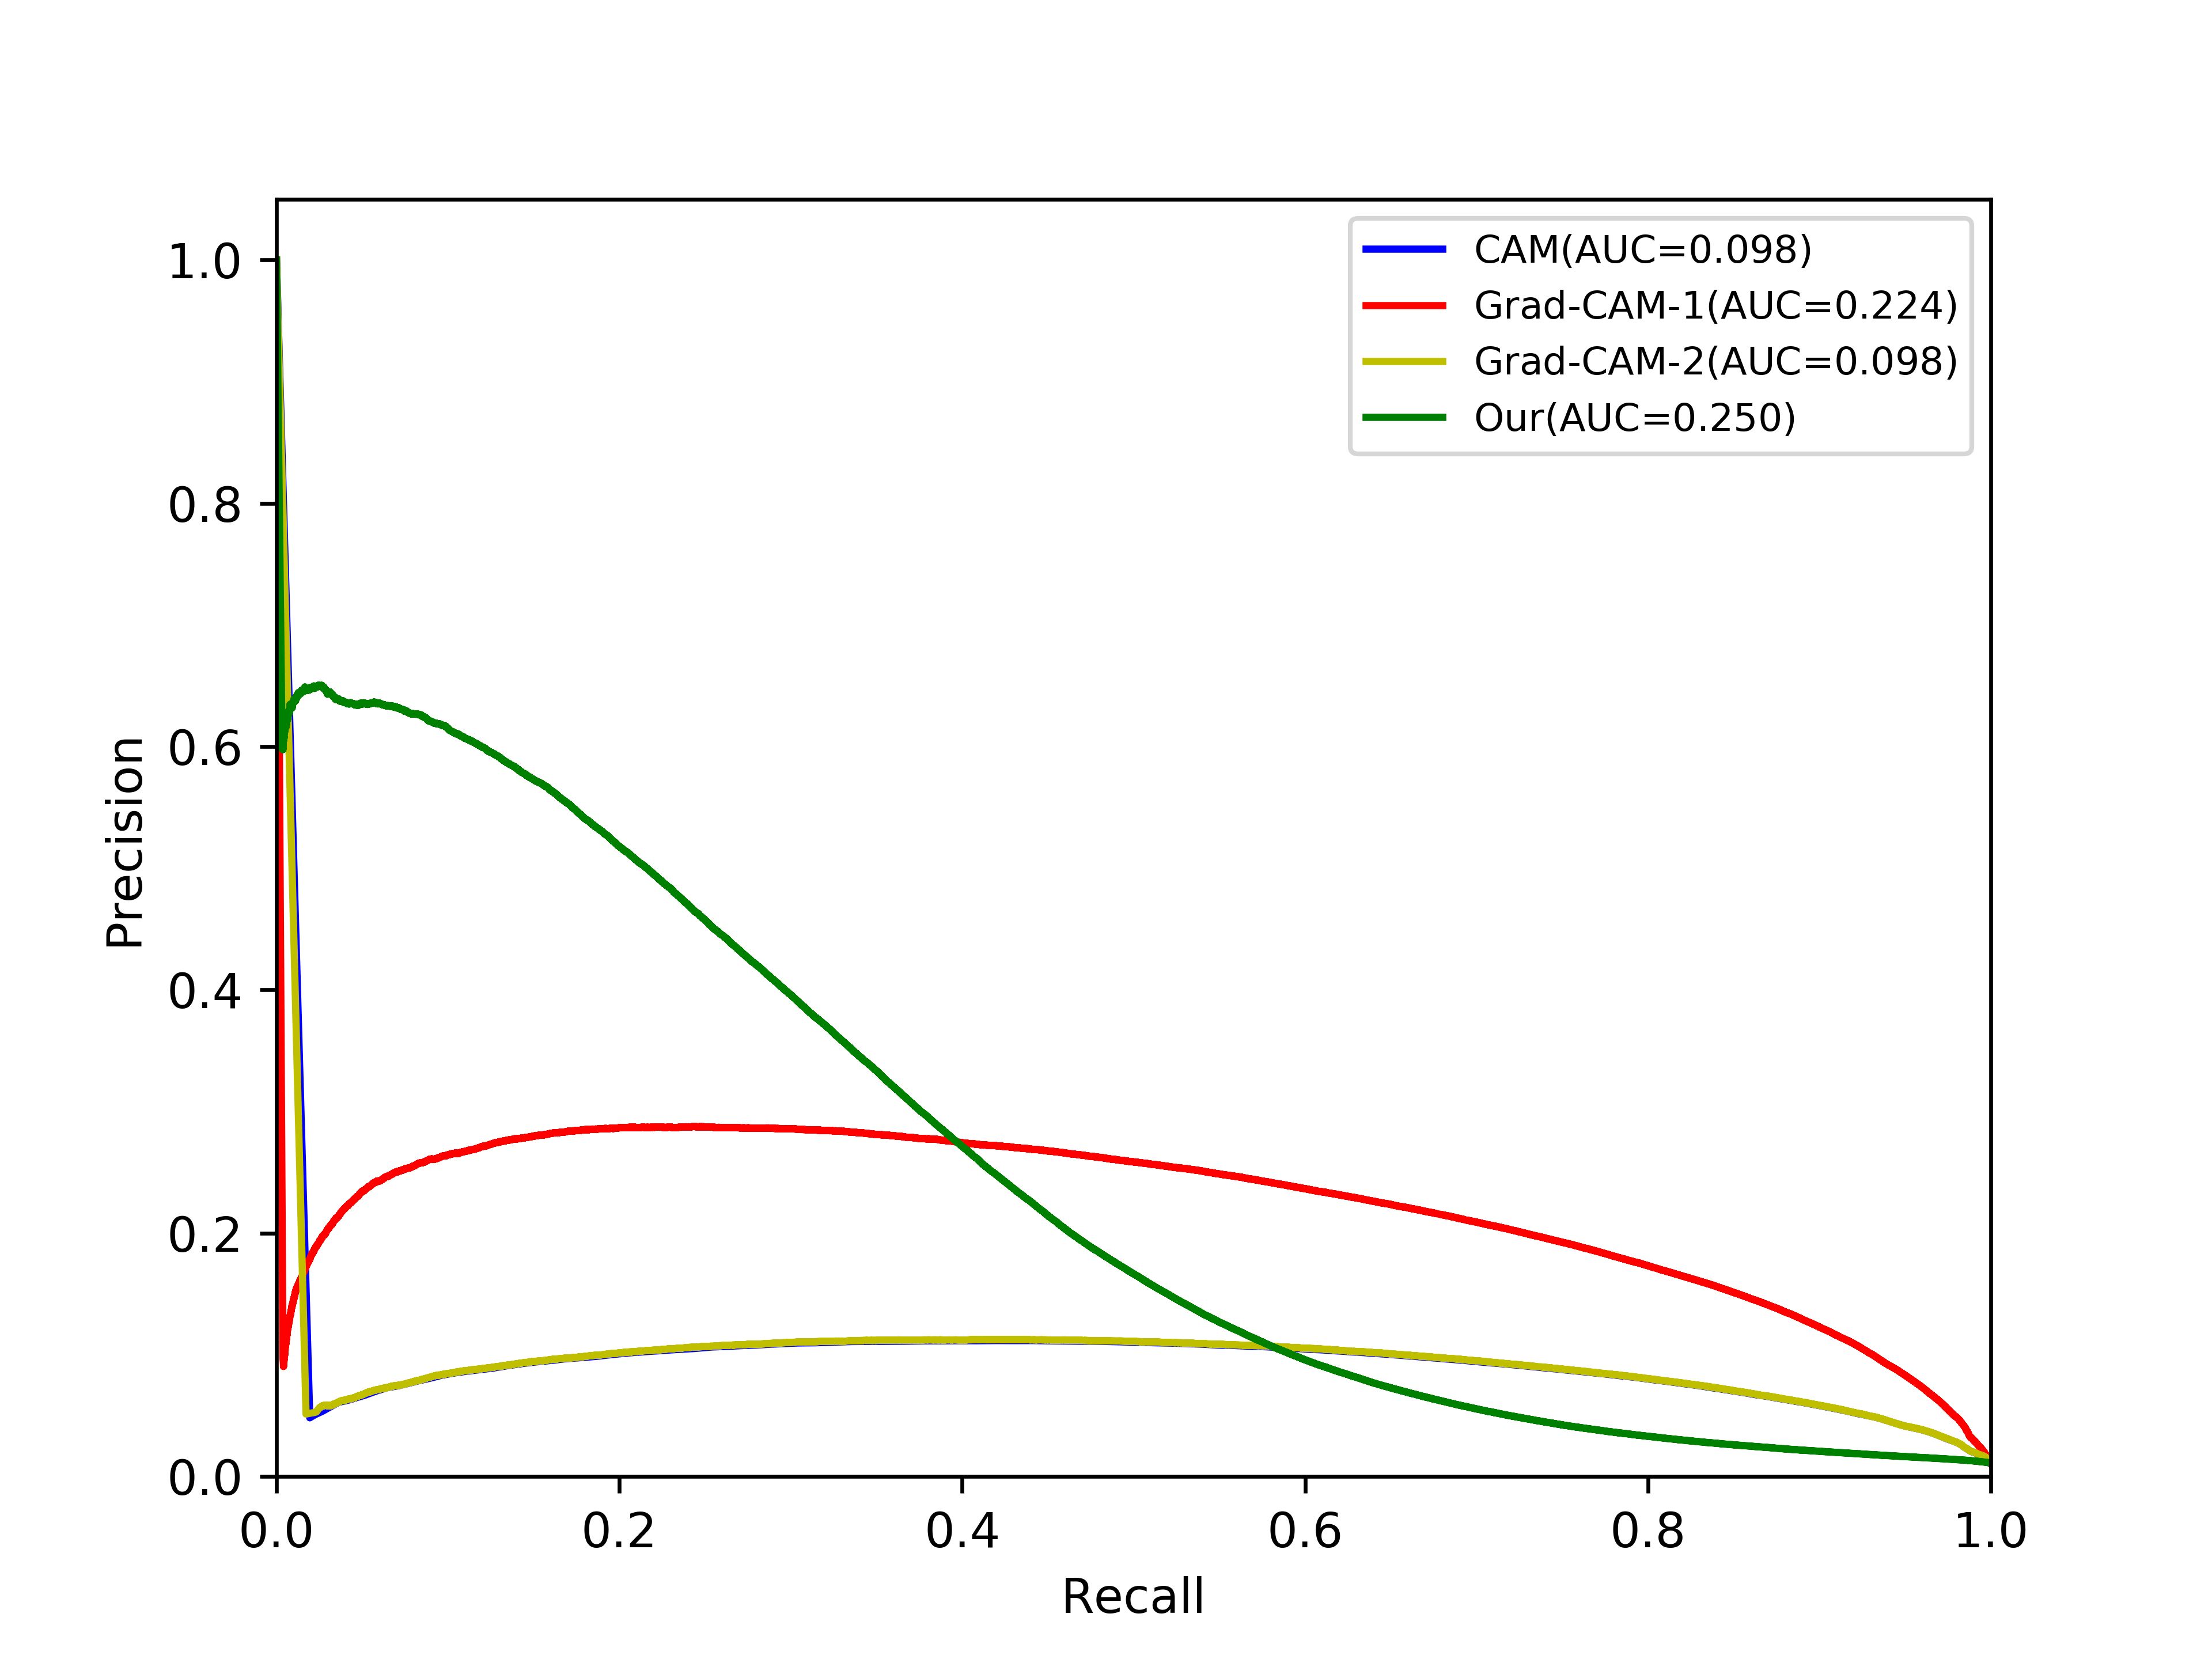 CAM(AUC=0.098)
Grad-CAM-1(AUC=0.224)
Grad-CAM-2(AUC=0.098)
Our(AUC=0.250)
1.0
0.8
0.6
0.4
0.2
0.0
Precision
0.0 0.2 0.4 0.6 0.8 1.0
Recall